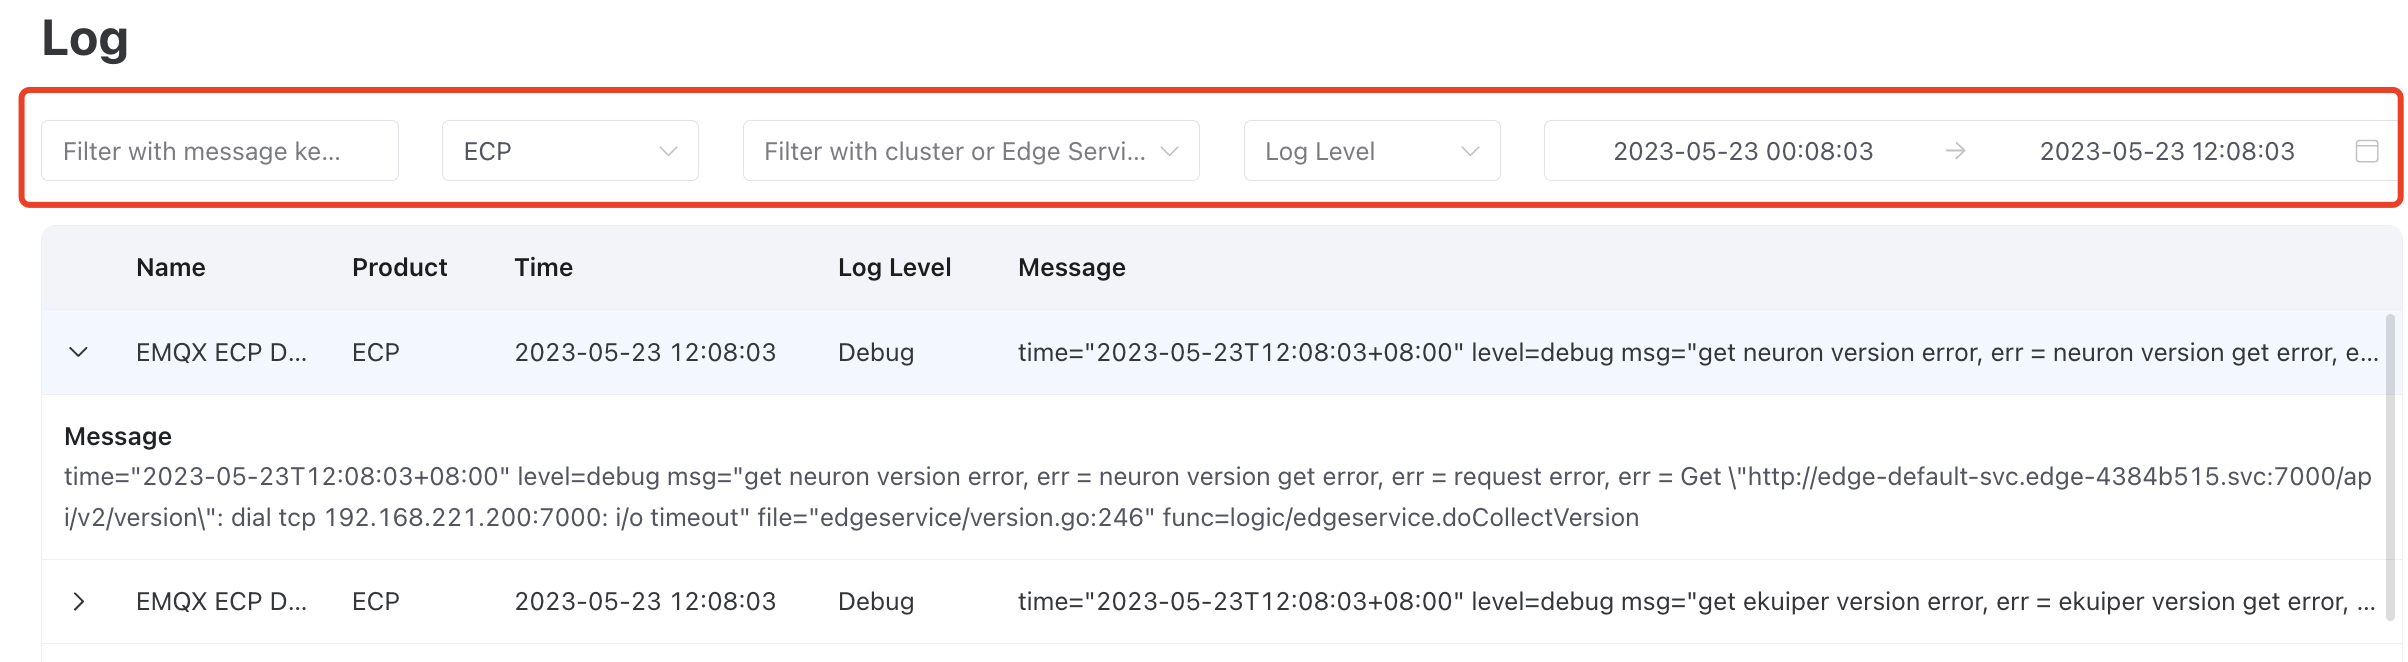 Log
Filter with message ke... ECP Filter with cluster or Edge Servi... Log Level 2023-05-23 00:08:03 → 2023-05-23 12:08:03
Name Product Time Log Level Message
EMQX ECP D... ECP 2023-05-23 12:08:03 Debug time="2023-05-23T12:08:03+08:00" level=debug msg="get neuron version error, err = neuron version get error, e...
Message
time="2023-05-23T12:08:03+08:00" level=debug msg="get neuron version error, err = neuron version get error, err = request error, err = Get \"http://edge-default-svc.edge-4384b515.svc:7000/ap
i/v2/version\": dial tcp 192.168.221.200:7000: i/o timeout" file="edgeservice/version.go:246" func=logic/edgeservice.doCollectVersion
EMQX ECP D... ECP 2023-05-23 12:08:03 Debug time="2023-05-23T12:08:03+08:00" level=debug msg="get ekuiper version error, err = ekuiper version get error, ...